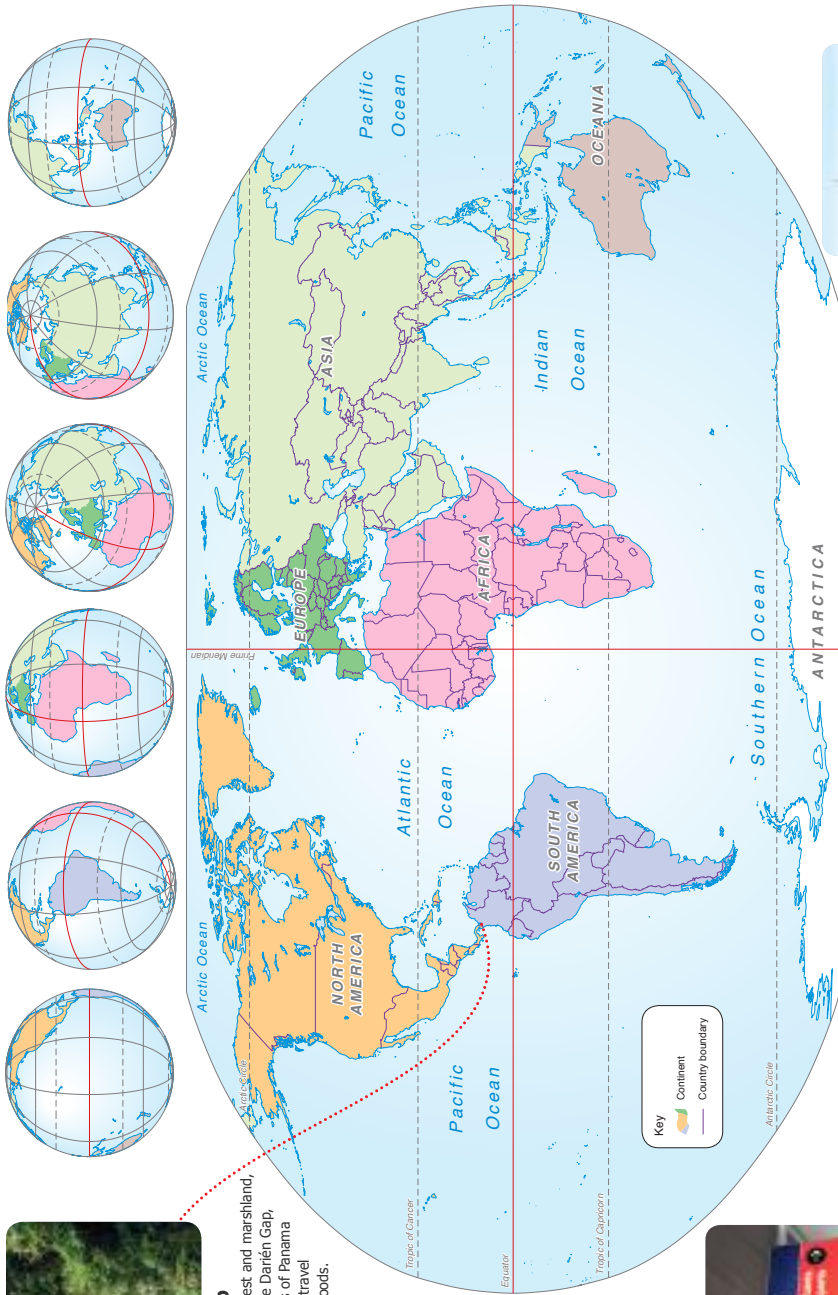 Arctic Ocean
Arctic Ocean
Arctic Circle
Prime Meridian
NORTH
AMERICA
EUROPE
ASIA
Pacific
Ocean
Atlantic
Ocean
Pacific
Ocean
Tropic of Cancer
AFRICA
Equator
SOUTH
AMERICA
Indian
Ocean
OCEANIA
Tropic of Capricorn
Southern Ocean
Antarctic Circle
ANTARCTICA
Key
Continent
Country boundary
est and marshland,
e Darién Gap,
s of Panama
travel
oods.